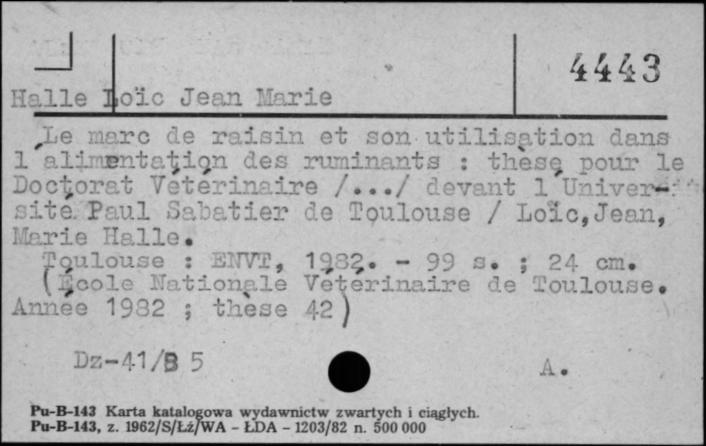 4443
Halle Loïc Jean Marie
Le marc de raisin et son utilisation dans
l'alimentation des ruminants : thèse pour le
Doctorat Vétérinaire /.../ devant l'Univer-
sité Paul Sabatier de Toulouse / Loïc,Jean,
Marie Halle.
Toulouse : ENVT, 1982. - 99 s. ; 24 cm.
(École Nationale Vétérinaire de Toulouse.
Année 1982 ; thèse 42)
Dz-41/B 5
A.
Pu-B-143 Karta katalogowa wydawnictw zwartych i ciągłych.
Pu-B-143, z. 1962/S/Łż/WA - ŁDA - 1203/82 n. 500 000